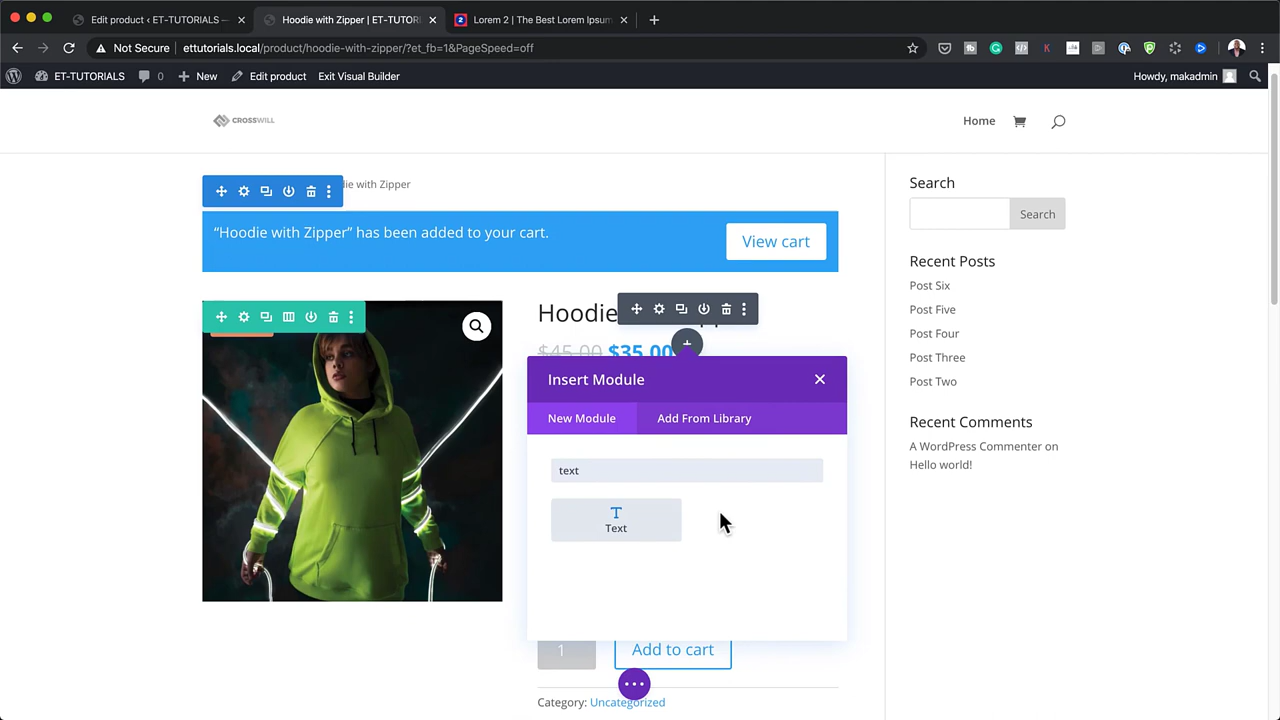 Edit product ‹ ET-TUTORIALS —
Hoodie with Zipper | ET-TUTORI
Lorem 2 | The Best Lorem Ipsum
Not Secure
ettutorials.local/product/hoodie-with-zipper/?et_fb=1&PageSpeed=off
ET-TUTORIALS
0
New
Edit product
Exit Visual Builder
Howdy, makadmin
CROSSWILL
Home
die with Zipper
“Hoodie with Zipper” has been added to your cart.
View cart
Hoodie
$45.00 $35.00
Insert Module
New Module
Add From Library
text
T
Text
1
Add to cart
Category: Uncategorized
Search
Search
Recent Posts
Post Six
Post Five
Post Four
Post Three
Post Two
Recent Comments
A WordPress Commenter on
Hello world!